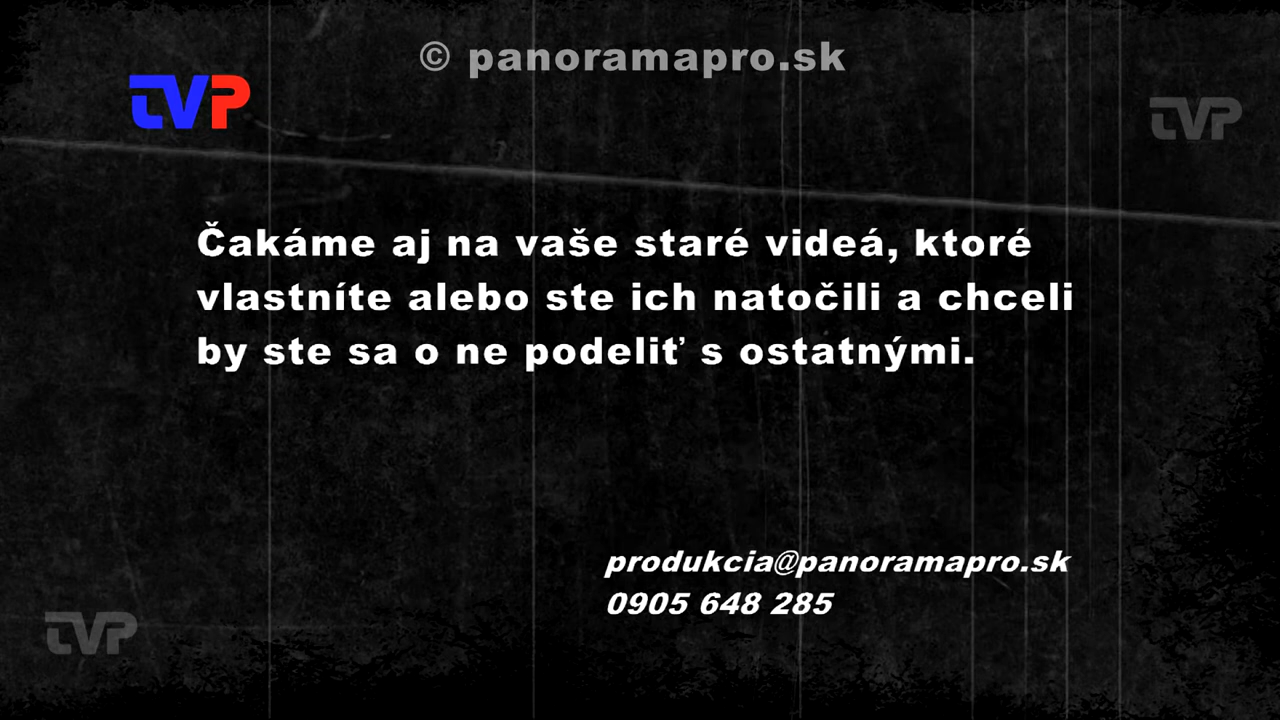 © panoramapro.sk
TVP
TVP
Čakáme aj na vaše staré videá, ktoré
vlastníte alebo ste ich natočili a chceli
by ste sa o ne podeliť s ostatnými.
produkcia@panoramapro.sk
0905 648 285
TVP